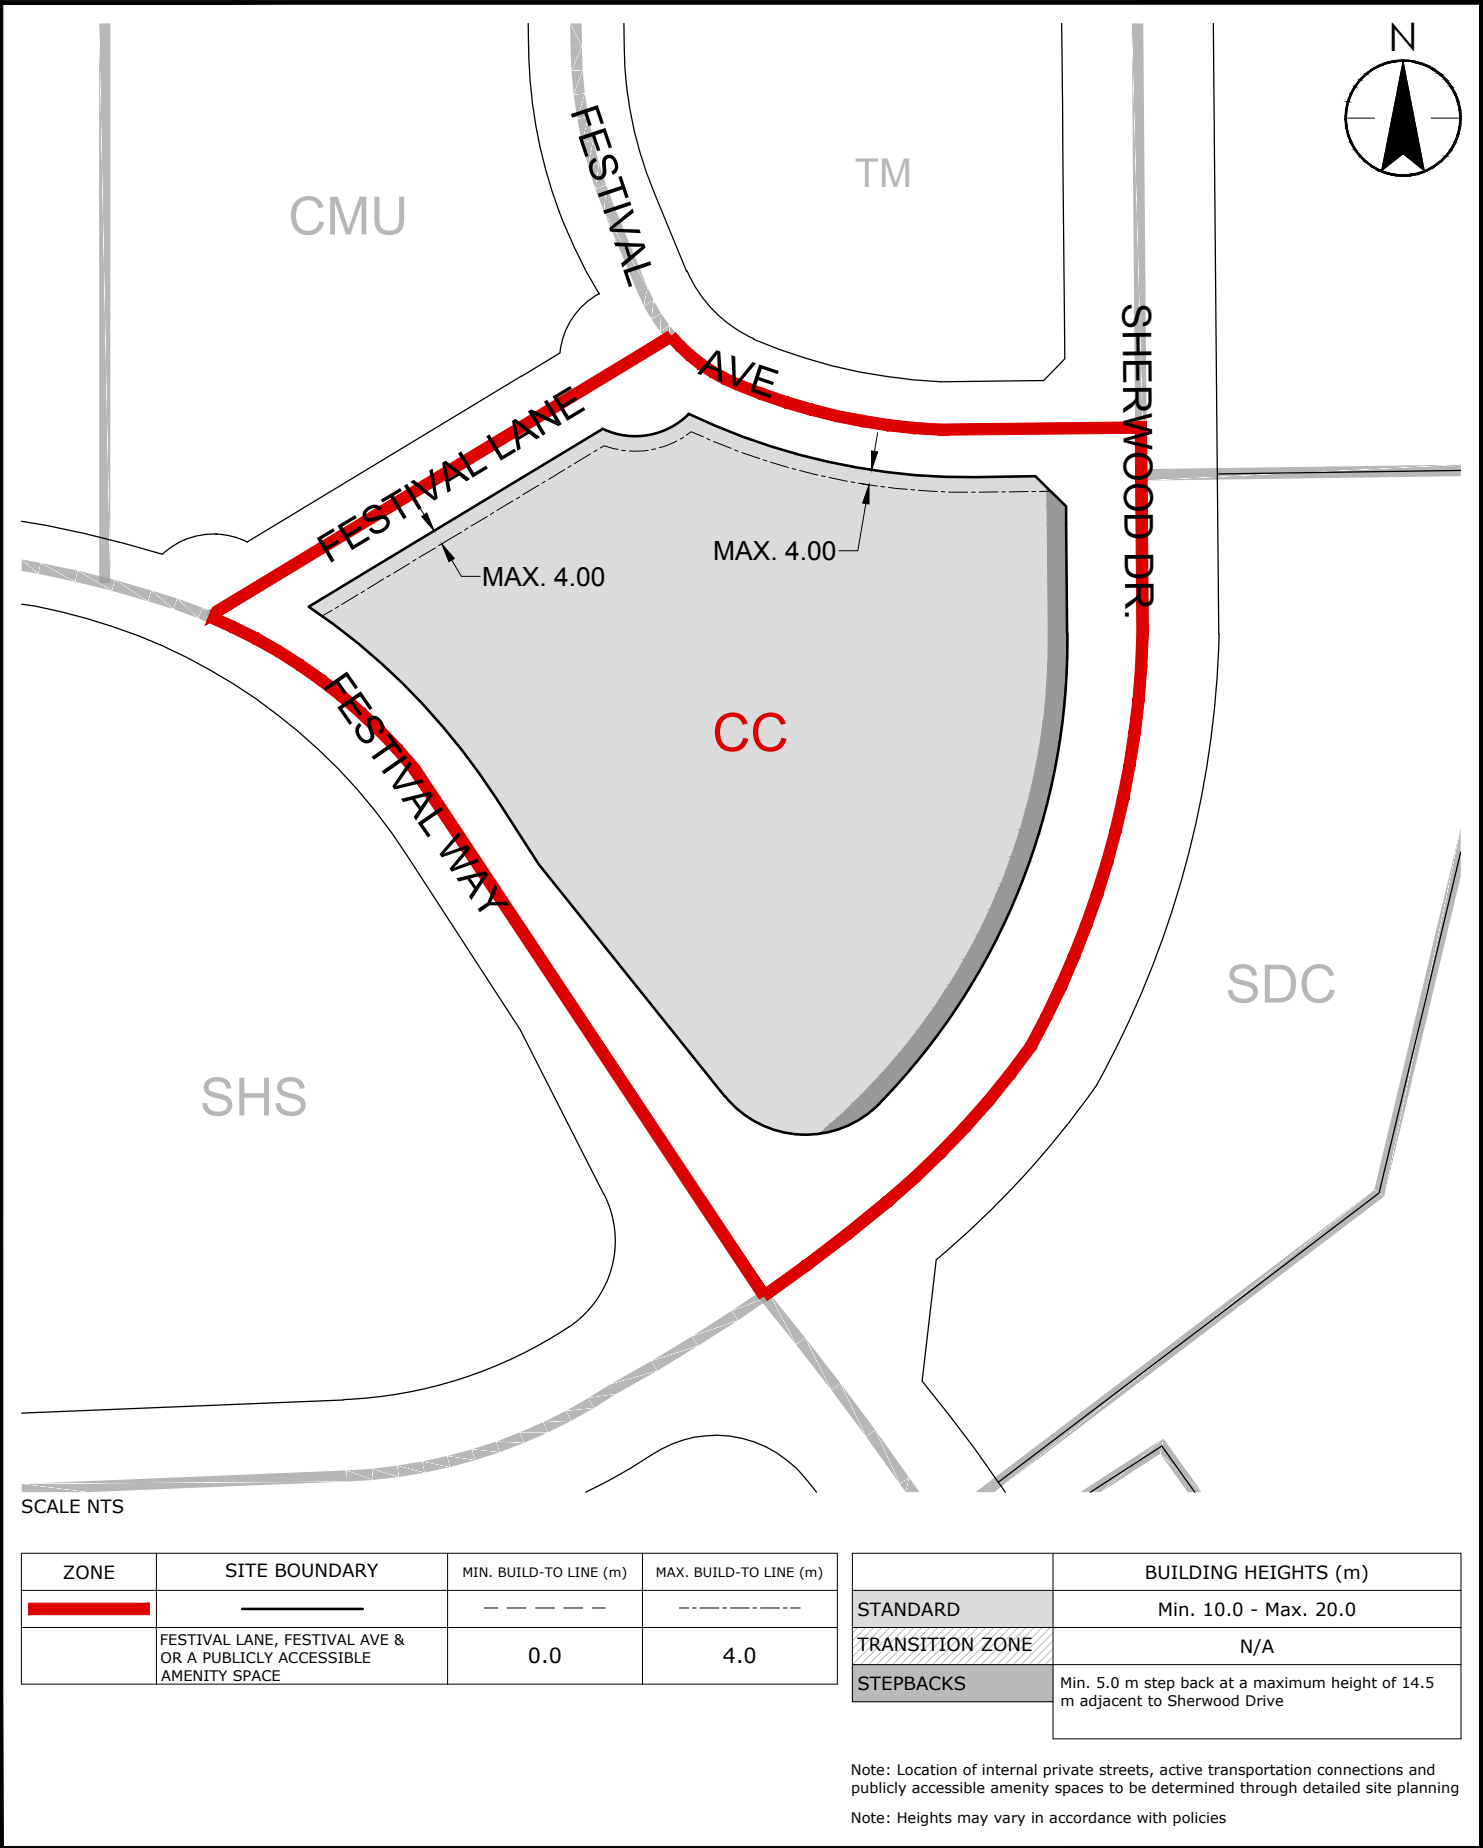 N
FESTIVAL
TM
CMU
SHERWOOD DR.
AVE
FESTIVAL LANE
MAX. 4.00
MAX. 4.00
FESTIVAL WAY
CC
SDC
SHS
SCALE NTS
ZONE SITE BOUNDARY MIN. BUILD-TO LINE (m) MAX. BUILD-TO LINE (m)
FESTIVAL LANE, FESTIVAL AVE &
OR A PUBLICLY ACCESSIBLE
AMENITY SPACE
0.0 4.0
BUILDING HEIGHTS (m)
STANDARD Min. 10.0 - Max. 20.0
TRANSITION ZONE N/A
STEPBACKS Min. 5.0 m step back at a maximum height of 14.5
m adjacent to Sherwood Drive
Note: Location of internal private streets, active transportation connections and
publicly accessible amenity spaces to be determined through detailed site planning
Note: Heights may vary in accordance with policies